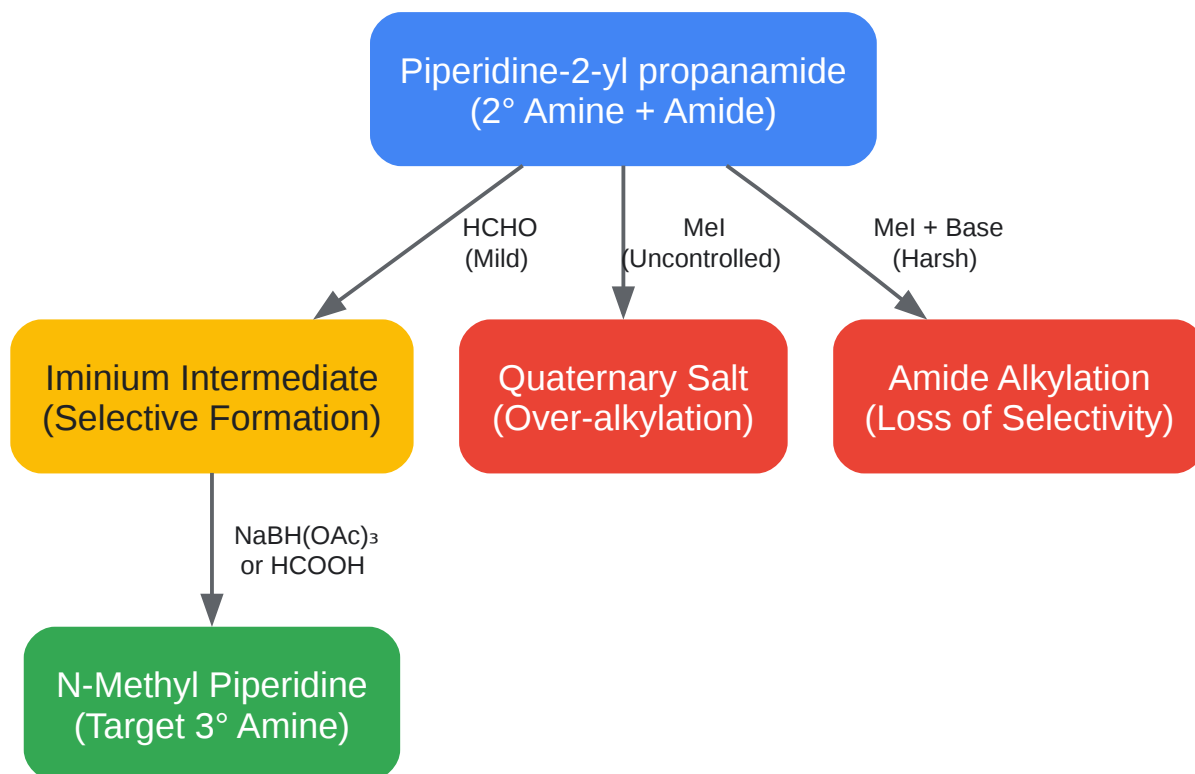 Piperidine-2-yl propanamide
(2° Amine + Amide)
HCHO
(Mild)
MeI
(Uncontrolled)
MeI + Base
(Harsh)
Iminium Intermediate
(Selective Formation)
Quaternary Salt
(Over-alkylation)
Amide Alkylation
(Loss of Selectivity)
NaBH(OAc)₃
or HCOOH
N-Methyl Piperidine
(Target 3° Amine)